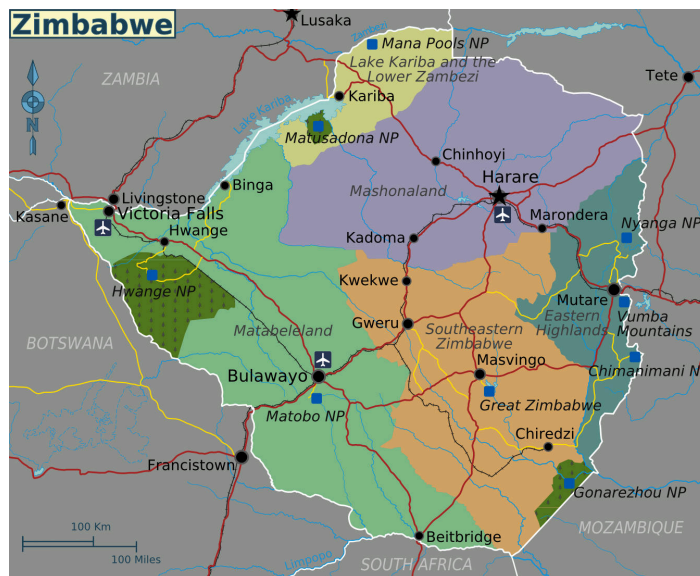 Zimbabwe
Lusaka
Zambezi
Mana Pools NP
Lake Kariba and the
Lower Zambezi
ZAMBIA
Tete
Kariba
Lake Kariba
N
Matusadona NP
Chinhoyi
Harare
Mashonaland
Binga
Livingstone
Victoria Falls
Kasane
Hwange
Marondera
Nyanga NP
Kadoma
Hwange NP
Kwekwe
Mutare
Vumba
Mountains
Eastern
Highlands
Gweru
Southeastern
Zimbabwe
Matabeleland
BOTSWANA
Masvingo
Chimanimani N
Bulawayo
Matobo NP
Great Zimbabwe
Chiredzi
Francistown
Gonarezhou NP
MOZAMBIQUE
100 Km
100 Miles
Beitbridge
Limpopo
SOUTH AFRICA